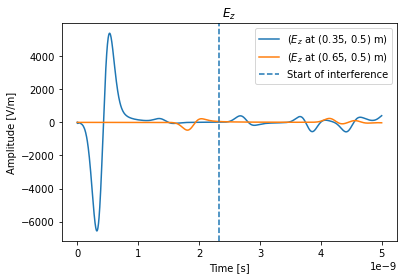 E_z
(E_z at (0.35, 0.5) m)
(E_z at (0.65, 0.5) m)
Start of interference
Amplitude [V/m]
4000
2000
0
−2000
−4000
−6000
0 1 2 3 4 5
1e−9
Time [s]